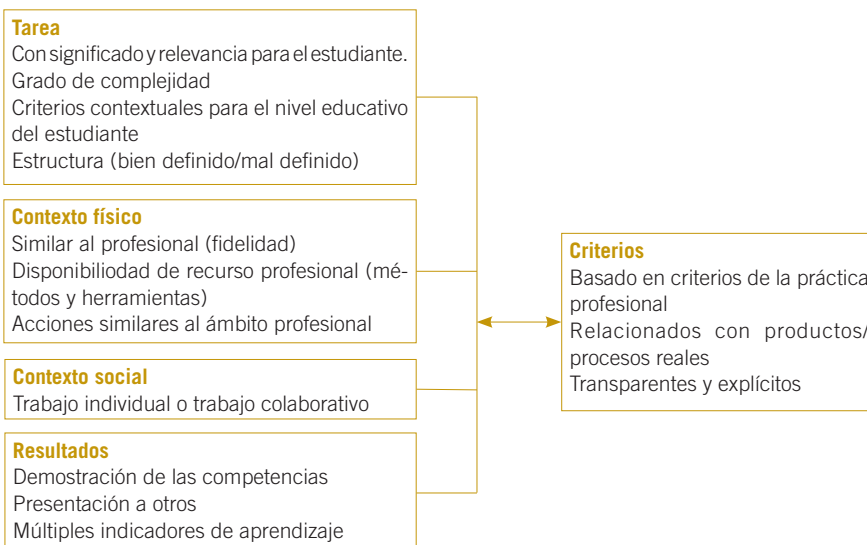 Tarea
Con significado y relevancia para el estudiante.
Grado de complejidad
Criterios contextuales para el nivel educativo
del estudiante
Estructura (bien definido/mal definido)
Contexto físico
Similar al profesional (fidelidad)
Disponibiliodad de recurso profesional (mé-
todos y herramientas)
Acciones similares al ámbito profesional
Contexto social
Trabajo individual o trabajo colaborativo
Resultados
Demostración de las competencias
Presentación a otros
Múltiples indicadores de aprendizaje
Criterios
Basado en criterios de la práctica
profesional
Relacionados con productos/
procesos reales
Transparentes y explícitos